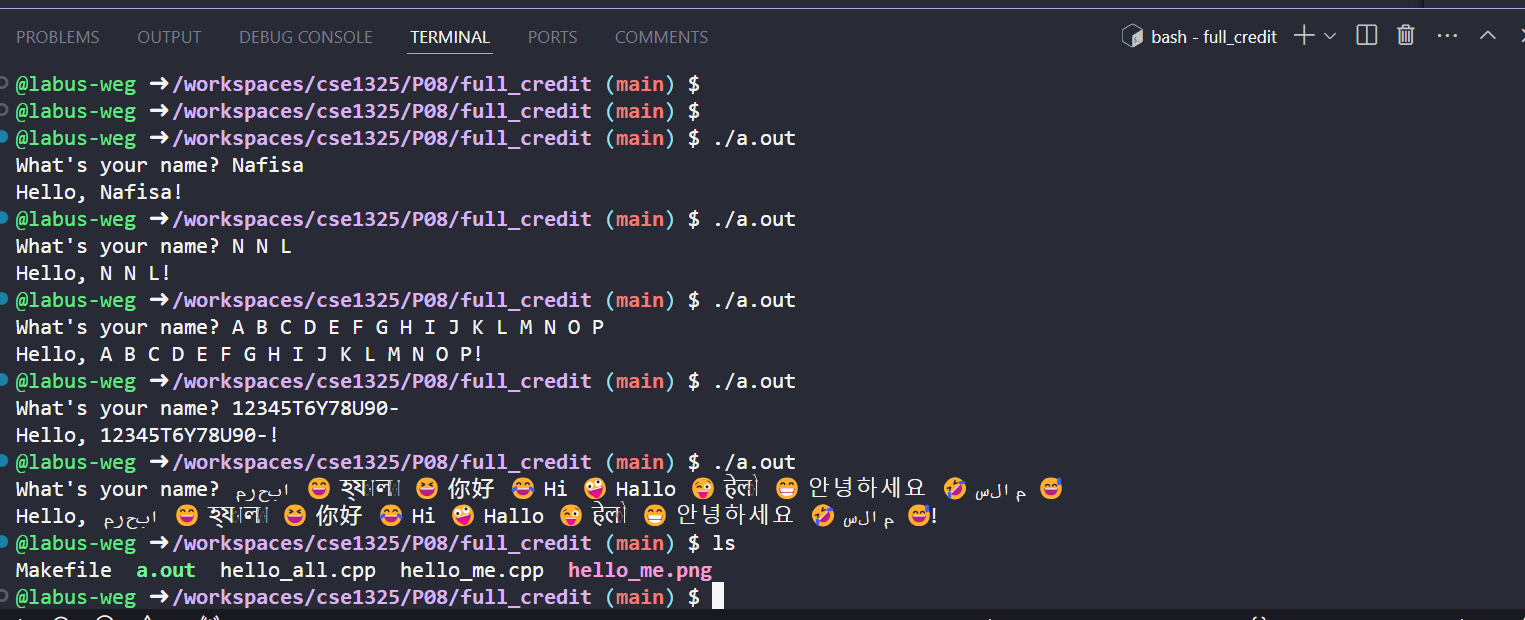 PROBLEMS OUTPUT DEBUG CONSOLE TERMINAL PORTS COMMENTS bash - full_credit
@labus-weg ➜/workspaces/cse1325/P08/full_credit (main) $
@labus-weg ➜/workspaces/cse1325/P08/full_credit (main) $
@labus-weg ➜/workspaces/cse1325/P08/full_credit (main) $ ./a.out
What's your name? Nafisa
Hello, Nafisa!
@labus-weg ➜/workspaces/cse1325/P08/full_credit (main) $ ./a.out
What's your name? N N L
Hello, N N L!
@labus-weg ➜/workspaces/cse1325/P08/full_credit (main) $ ./a.out
What's your name? A B C D E F G H I J K L M N O P
Hello, A B C D E F G H I J K L M N O P!
@labus-weg ➜/workspaces/cse1325/P08/full_credit (main) $ ./a.out
What's your name? 12345T6Y78U90-
Hello, 12345T6Y78U90-!
@labus-weg ➜/workspaces/cse1325/P08/full_credit (main) $ ./a.out
What's your name? 😄 😆 你好 😂 Hi 🤪 Hallo 😜 हेलो 😁 안녕하세요 🤣 😅
Hello, 😄 😆 你好 😂 Hi 🤪 Hallo 😜 हेलो 😁 안녕하세요 🤣 😅!
@labus-weg ➜/workspaces/cse1325/P08/full_credit (main) $ ls
Makefile a.out hello_all.cpp hello_me.cpp hello_me.png
@labus-weg ➜/workspaces/cse1325/P08/full_credit (main) $